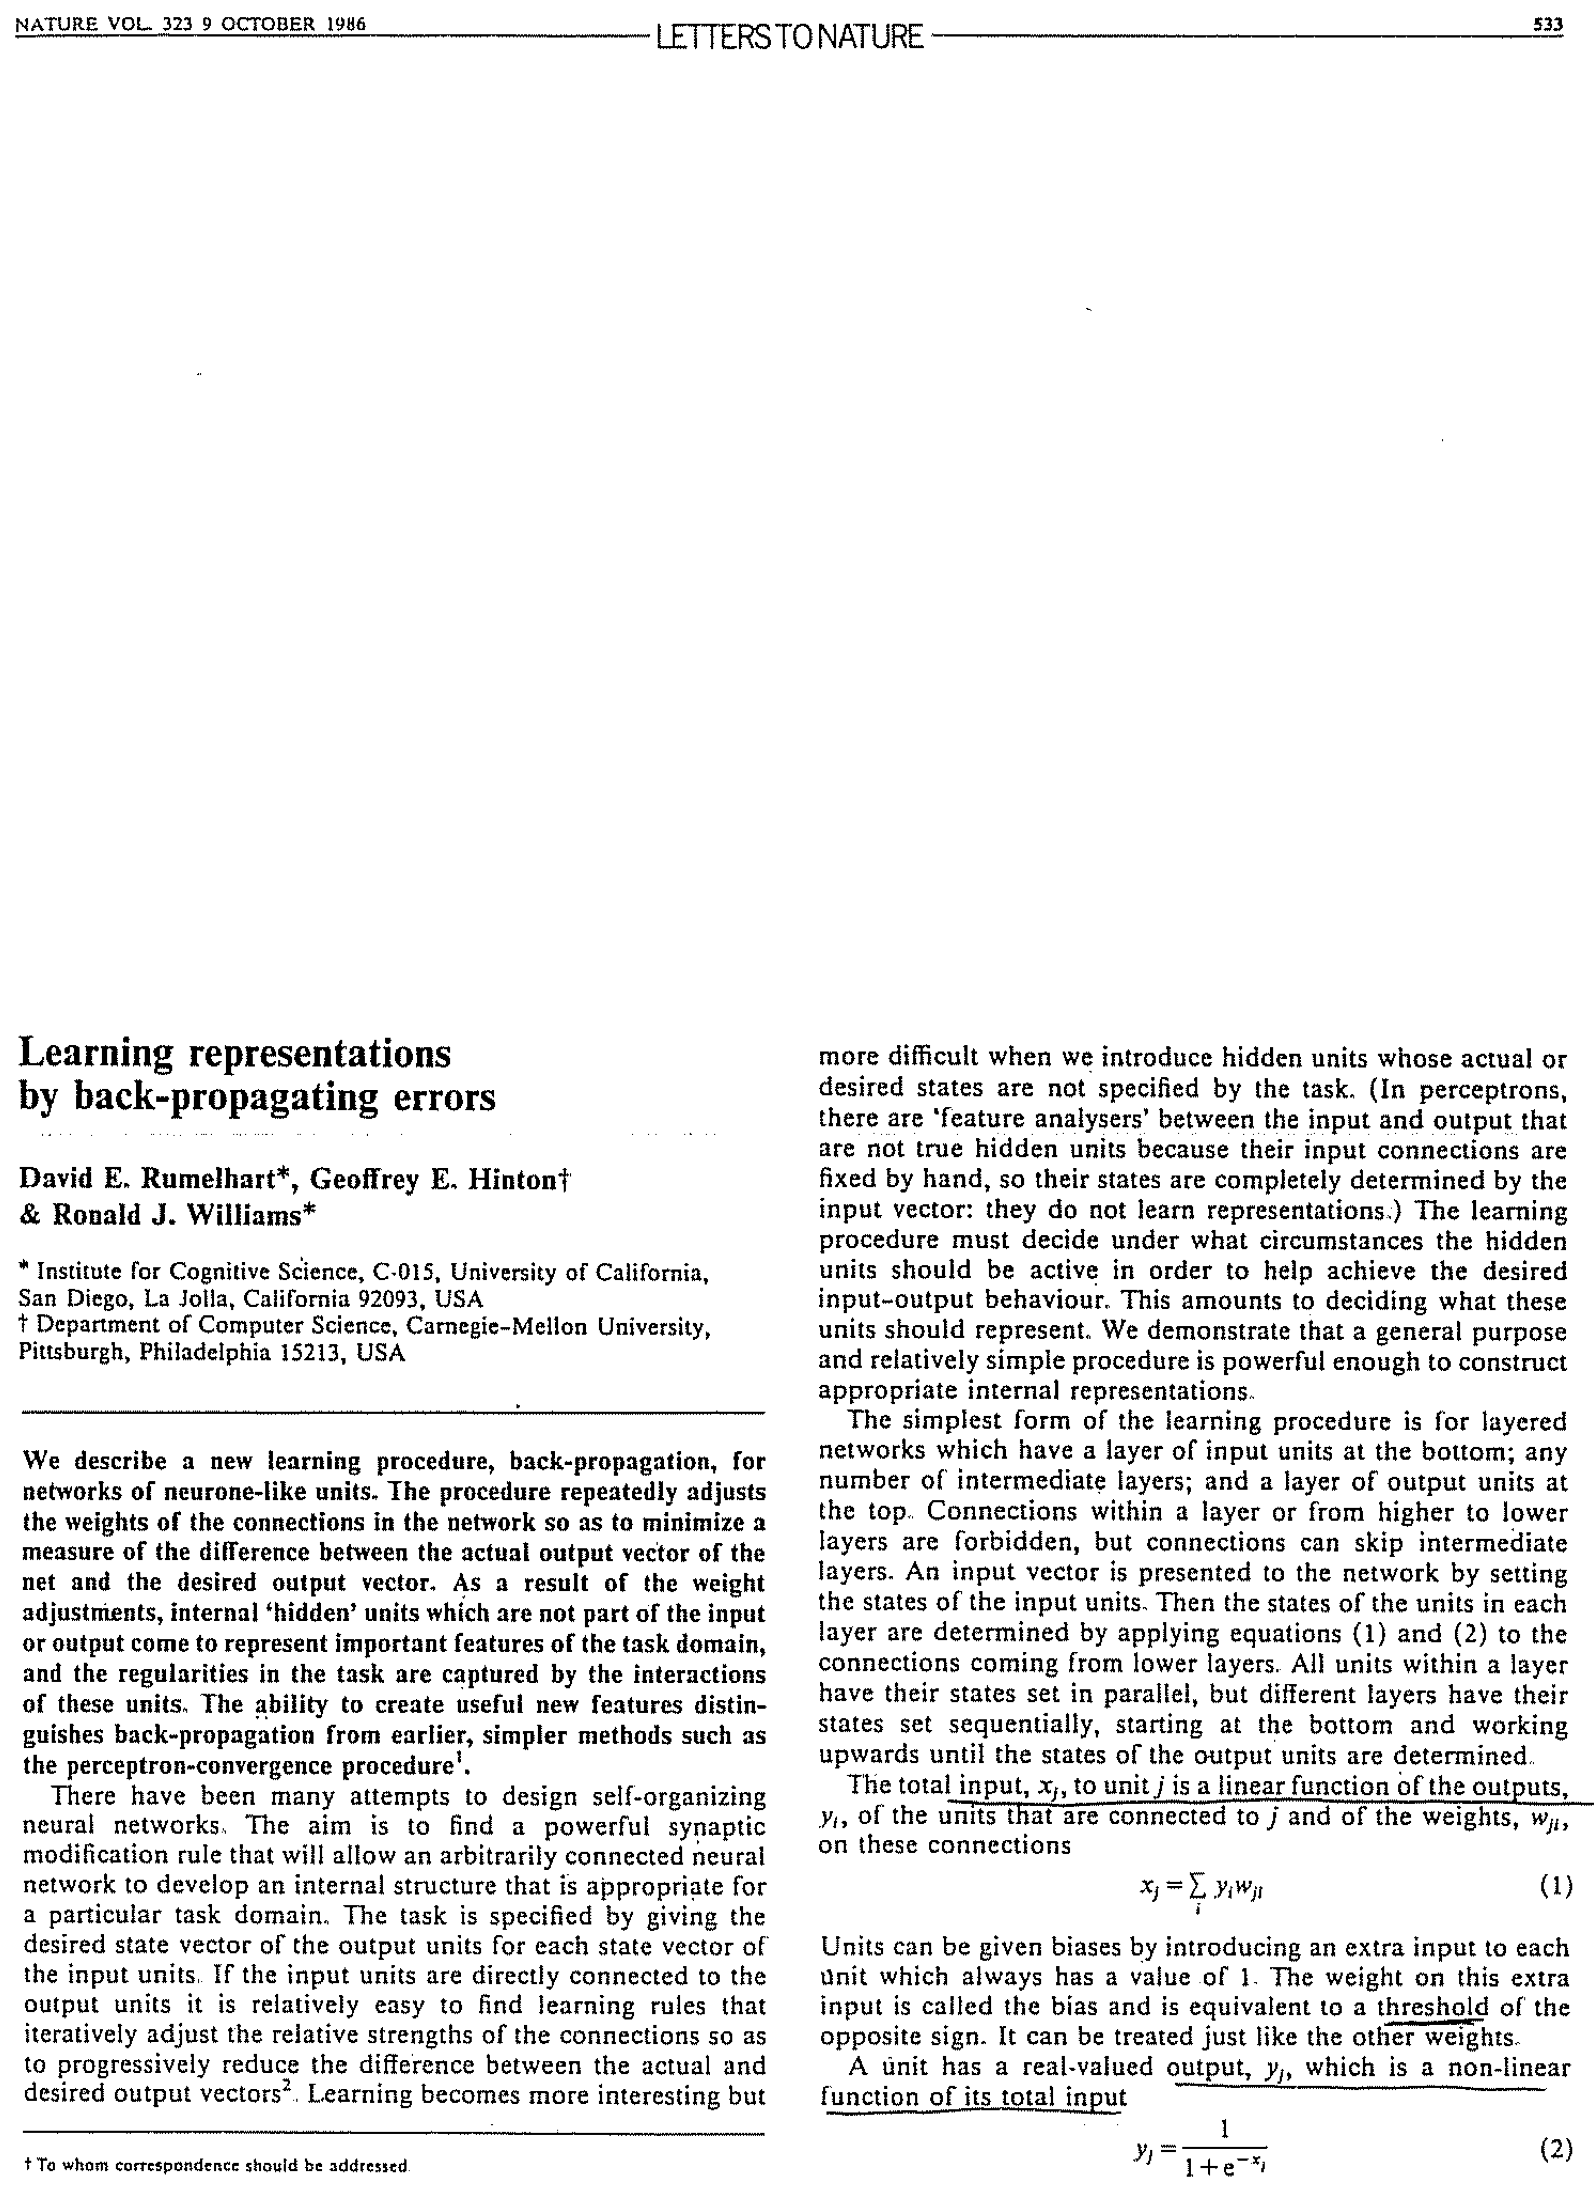 NATURE VOL. 323 9 OCTOBER 1986
LETTERS TO NATURE
533
Learning representations
by back-propagating errors
David E. Rumelhart*, Geoffrey E. Hinton†
& Ronald J. Williams*
* Institute for Cognitive Science, C-015, University of California,
San Diego, La Jolla, California 92093, USA
† Department of Computer Science, Carnegie-Mellon University,
Pittsburgh, Philadelphia 15213, USA
We describe a new learning procedure, back-propagation, for
networks of neurone-like units. The procedure repeatedly adjusts
the weights of the connections in the network so as to minimize a
measure of the difference between the actual output vector of the
net and the desired output vector. As a result of the weight
adjustments, internal ‘hidden’ units which are not part of the input
or output come to represent important features of the task domain,
and the regularities in the task are captured by the interactions
of these units. The ability to create useful new features distin-
guishes back-propagation from earlier, simpler methods such as
the perceptron-convergence procedure¹.
There have been many attempts to design self-organizing
neural networks. The aim is to find a powerful synaptic
modification rule that will allow an arbitrarily connected neural
network to develop an internal structure that is appropriate for
a particular task domain. The task is specified by giving the
desired state vector of the output units for each state vector of
the input units. If the input units are directly connected to the
output units it is relatively easy to find learning rules that
iteratively adjust the relative strengths of the connections so as
to progressively reduce the difference between the actual and
desired output vectors². Learning becomes more interesting but
† To whom correspondence should be addressed.
more difficult when we introduce hidden units whose actual or
desired states are not specified by the task. (In perceptrons,
there are ‘feature analysers’ between the input and output that
are not true hidden units because their input connections are
fixed by hand, so their states are completely determined by the
input vector: they do not learn representations.) The learning
procedure must decide under what circumstances the hidden
units should be active in order to help achieve the desired
input-output behaviour. This amounts to deciding what these
units should represent. We demonstrate that a general purpose
and relatively simple procedure is powerful enough to construct
appropriate internal representations.
The simplest form of the learning procedure is for layered
networks which have a layer of input units at the bottom; any
number of intermediate layers; and a layer of output units at
the top. Connections within a layer or from higher to lower
layers are forbidden, but connections can skip intermediate
layers. An input vector is presented to the network by setting
the states of the input units. Then the states of the units in each
layer are determined by applying equations (1) and (2) to the
connections coming from lower layers. All units within a layer
have their states set in parallel, but different layers have their
states set sequentially, starting at the bottom and working
upwards until the states of the output units are determined.
The total input, xⱼ, to unit j is a linear function of the outputs,
yᵢ, of the units that are connected to j and of the weights, wⱼᵢ,
on these connections
xⱼ = ∑ᵢ yᵢwⱼᵢ (1)
Units can be given biases by introducing an extra input to each
unit which always has a value of 1. The weight on this extra
input is called the bias and is equivalent to a threshold of the
opposite sign. It can be treated just like the other weights.
A unit has a real-valued output, yⱼ, which is a non-linear
function of its total input
yⱼ = 1/(1+e^(−xⱼ)) (2)